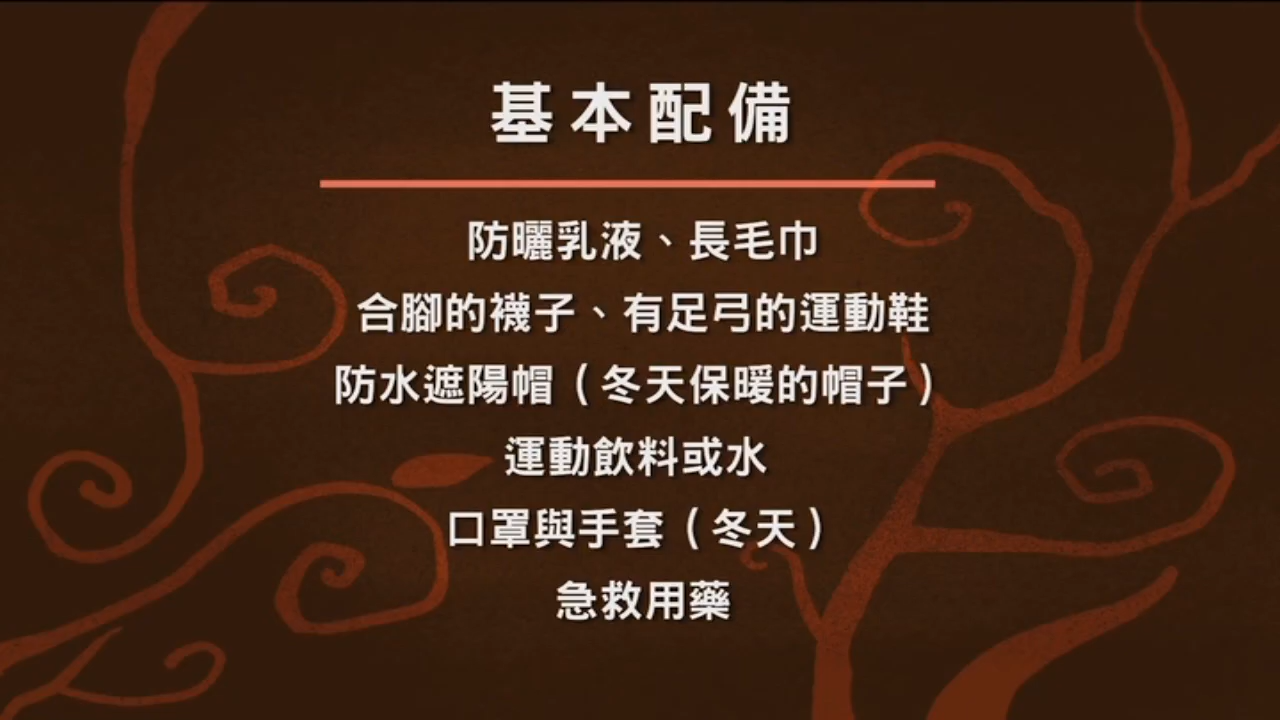 基本配備
防曬乳液、長毛巾
合腳的襪子、有足弓的運動鞋
防水遮陽帽(冬天保暖的帽子)
運動飲料或水
口罩與手套(冬天)
急救用藥